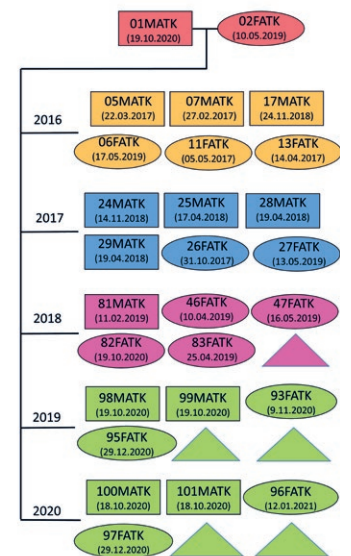 01MATK 02FATK
(19.10.2020) (10.05.2019)
05MATK 07MATK 17MATK
(22.03.2017) (27.02.2017) (24.11.2018)
2016
06FATK 11FATK 13FATK
(17.05.2019) (05.05.2017) (14.04.2017)
24MATK 25MATK 28MATK
(14.11.2018) (17.04.2018) (19.04.2018)
2017
29MATK 26FATK 27FATK
(19.04.2018) (31.10.2017) (13.05.2019)
81MATK 46FATK 47FATK
(11.02.2019) (10.04.2019) (16.05.2019)
2018
82FATK 83FATK
(19.10.2020) (25.04.2019)
98MATK 99MATK 93FATK
(19.10.2020) (19.10.2020) (9.11.2020)
2019
95FATK
(29.12.2020)
100MATK 101MATK 96FATK
(18.10.2020) (18.10.2020) (12.01.2021)
2020
97FATK
(29.12.2020)